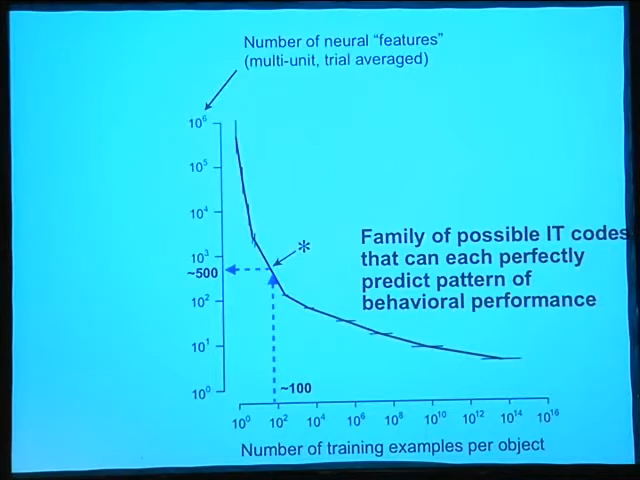 Number of neural “features”
(multi-unit, trial averaged)
10⁶
10⁵
10⁴
*
Family of possible IT codes
10³
that can each perfectly
~500
predict pattern of
10²
behavioral performance
10¹
~100
10⁰
10⁰ 10² 10⁴ 10⁶ 10⁸ 10¹⁰ 10¹² 10¹⁴ 10¹⁶
Number of training examples per object